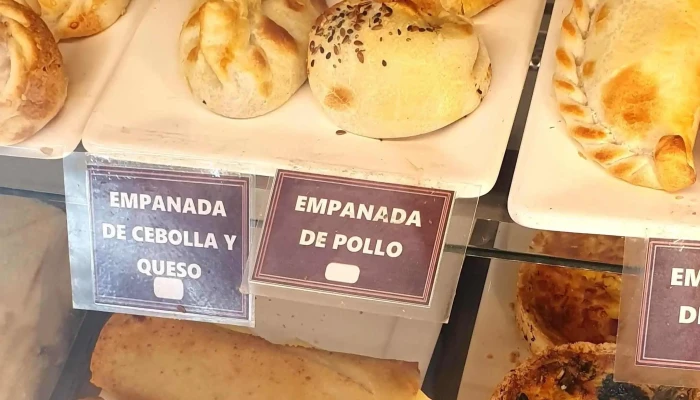 EMPANADA
DE CEBOLLA Y
QUESO
EMPANADA
DE POLLO